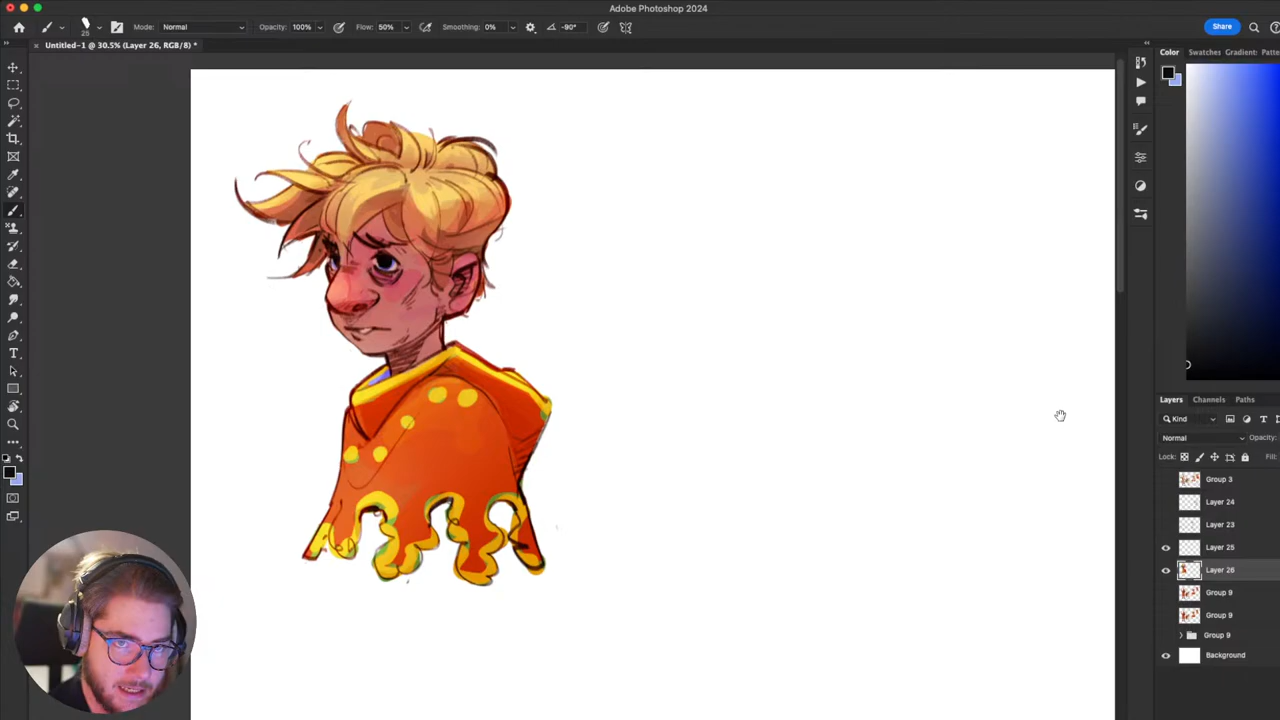 Adobe Photoshop 2024
25
Mode: Normal
Opacity: 100%
Flow: 50%
Smoothing: 0%
-90°
Share
Untitled-1 @ 30.5% (Layer 26, RGB/8) *
Color Swatches Gradient: Patte
Layers Channels Paths
Kind
Normal
Opacity:
Lock:
Fill:
Group 3
Layer 24
Layer 23
Layer 25
Layer 26
Group 9
Group 9
Group 9
Background